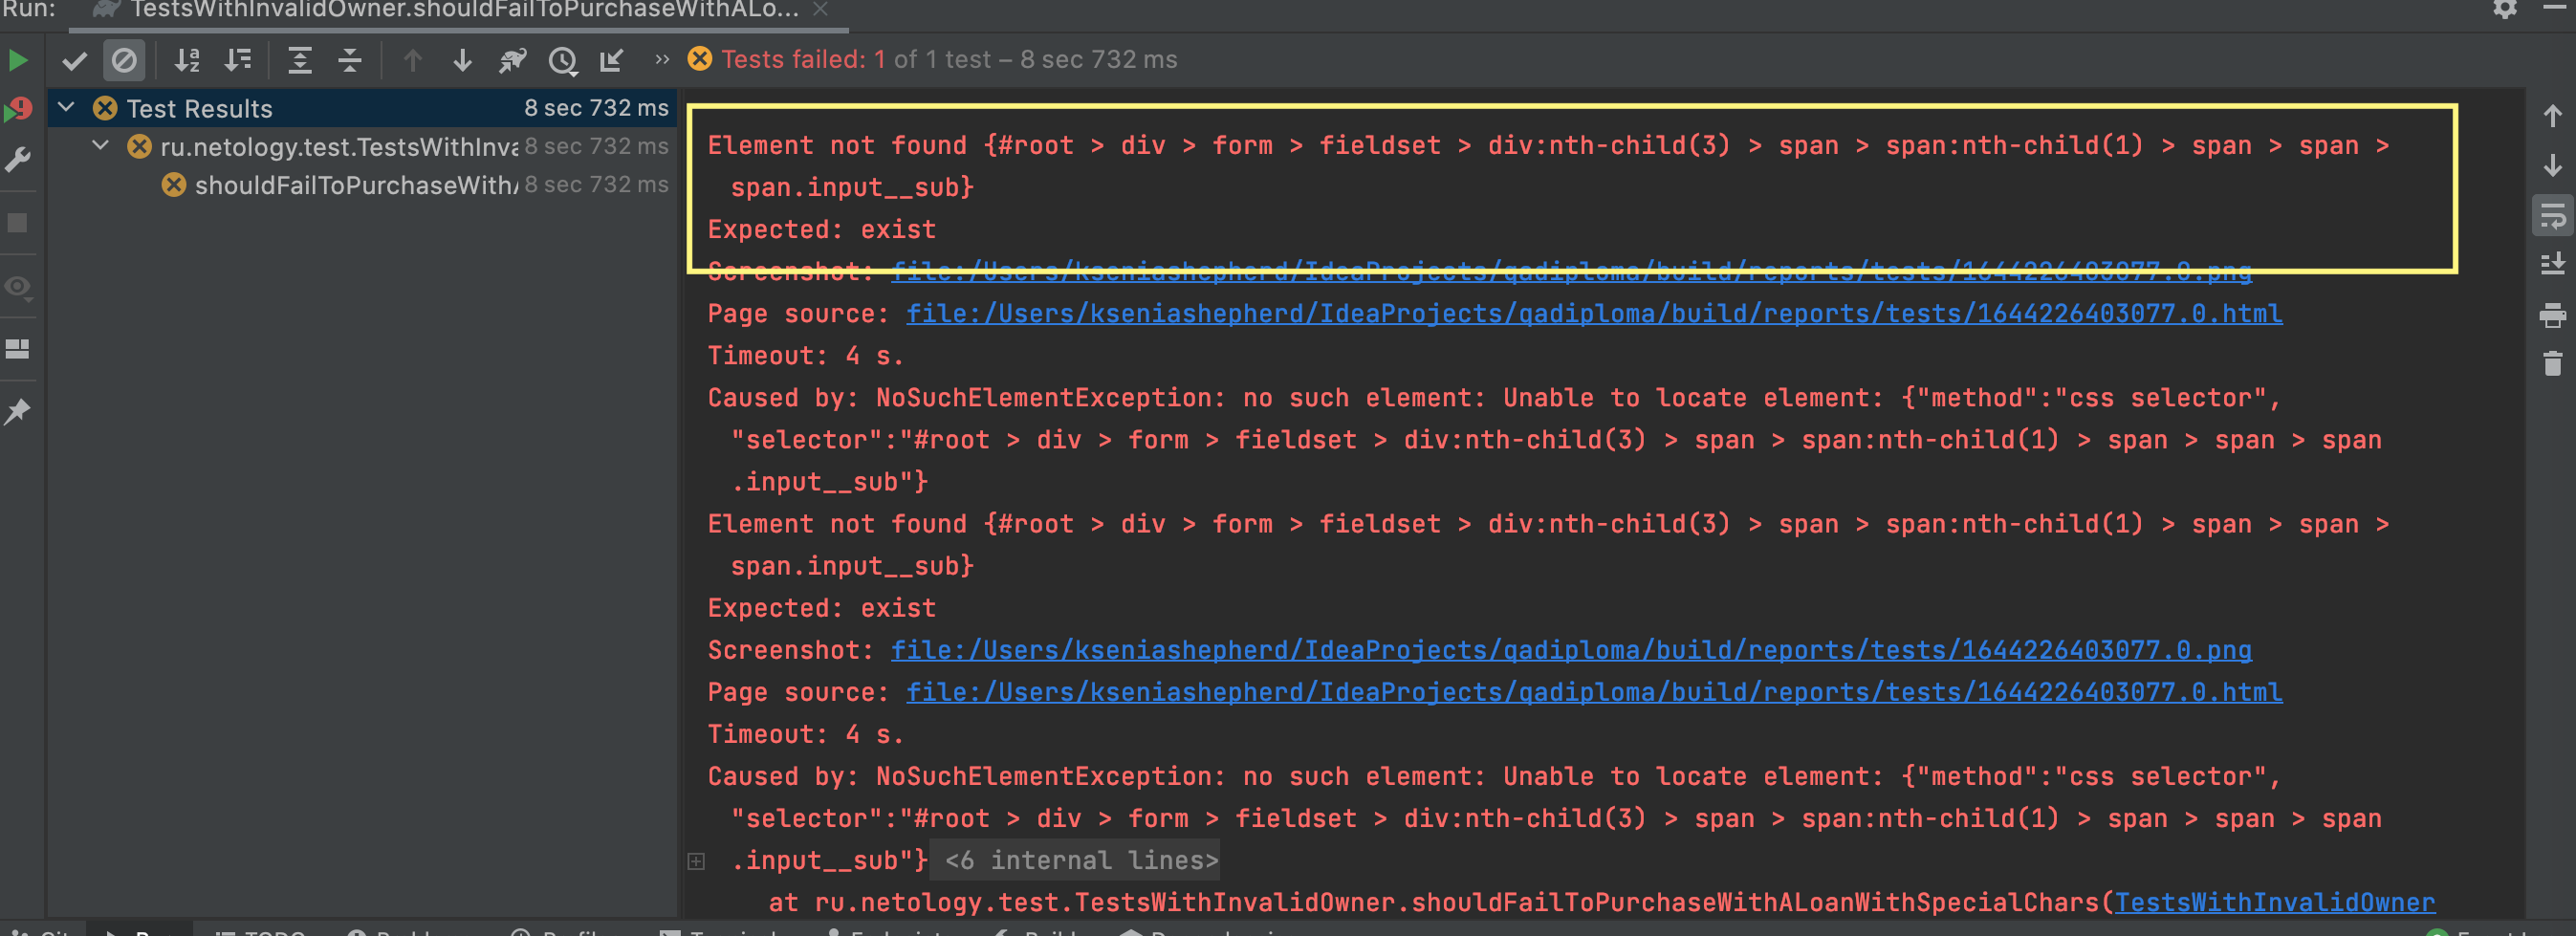 Run:
TestsWithInvalidOwner.shouldFailToPurchaseWithALo...
Tests failed: 1 of 1 test – 8 sec 732 ms
Test Results 8 sec 732 ms
ru.netology.test.TestsWithInva 8 sec 732 ms
shouldFailToPurchaseWithA 8 sec 732 ms
Element not found {#root > div > form > fieldset > div:nth-child(3) > span > span:nth-child(1) > span > span >
span.input__sub}
Expected: exist
Screenshot: file:/Users/kseniashepherd/IdeaProjects/qadiploma/build/reports/tests/1644226403077.0.png
Page source: file:/Users/kseniashepherd/IdeaProjects/qadiploma/build/reports/tests/1644226403077.0.html
Timeout: 4 s.
Caused by: NoSuchElementException: no such element: Unable to locate element: {"method":"css selector",
"selector":"#root > div > form > fieldset > div:nth-child(3) > span > span:nth-child(1) > span > span > span
.input__sub"}
Element not found {#root > div > form > fieldset > div:nth-child(3) > span > span:nth-child(1) > span > span >
span.input__sub}
Expected: exist
Screenshot: file:/Users/kseniashepherd/IdeaProjects/qadiploma/build/reports/tests/1644226403077.0.png
Page source: file:/Users/kseniashepherd/IdeaProjects/qadiploma/build/reports/tests/1644226403077.0.html
Timeout: 4 s.
Caused by: NoSuchElementException: no such element: Unable to locate element: {"method":"css selector",
"selector":"#root > div > form > fieldset > div:nth-child(3) > span > span:nth-child(1) > span > span > span
.input__sub"} <6 internal lines>
at ru.netology.test.TestsWithInvalidOwner.shouldFailToPurchaseWithALoanWithSpecialChars(TestsWithInvalidOwner